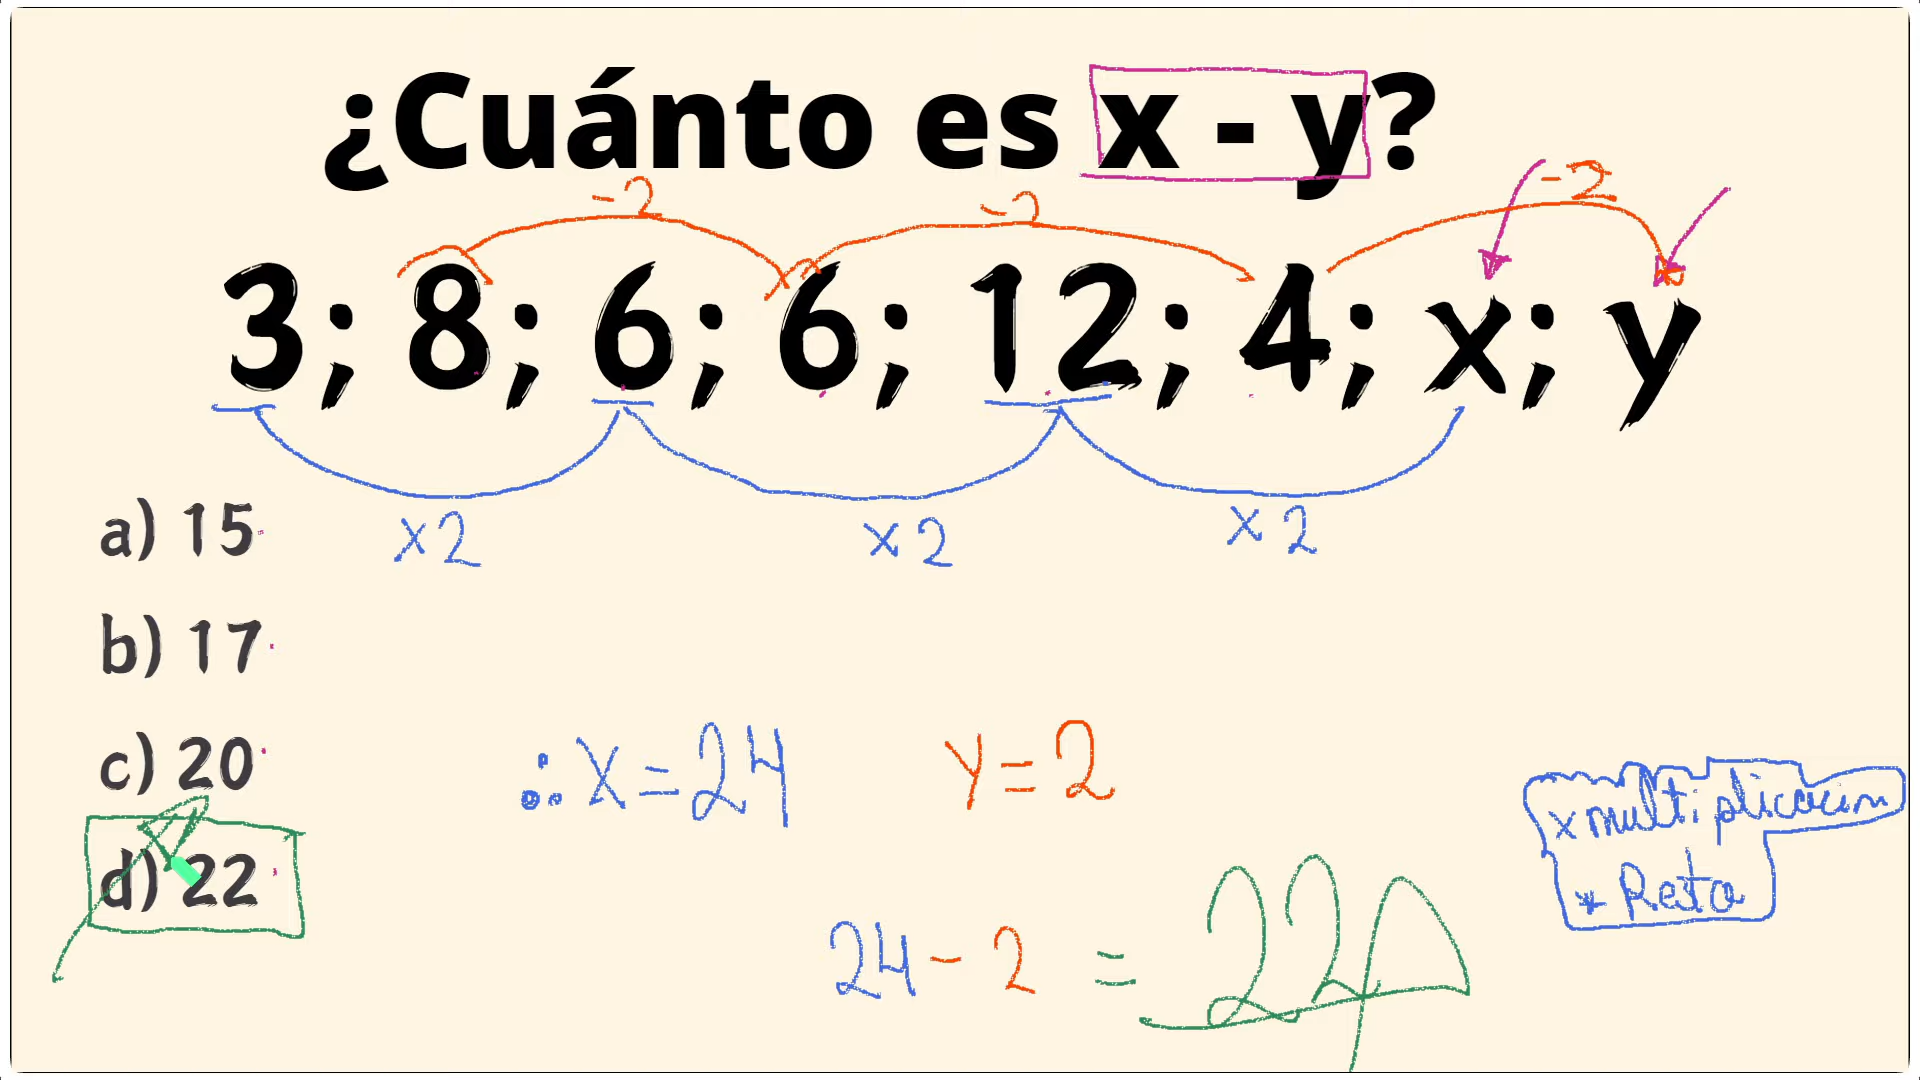 ¿Cuánto es x - y?
-2 -2 -2
3; 8; 6; 6; 12; 4; x; y
x2 x2 x2
a) 15
b) 17
c) 20
d) 22
∴ x = 24 y = 2
x multiplicación
* Resta
24 - 2 = 22